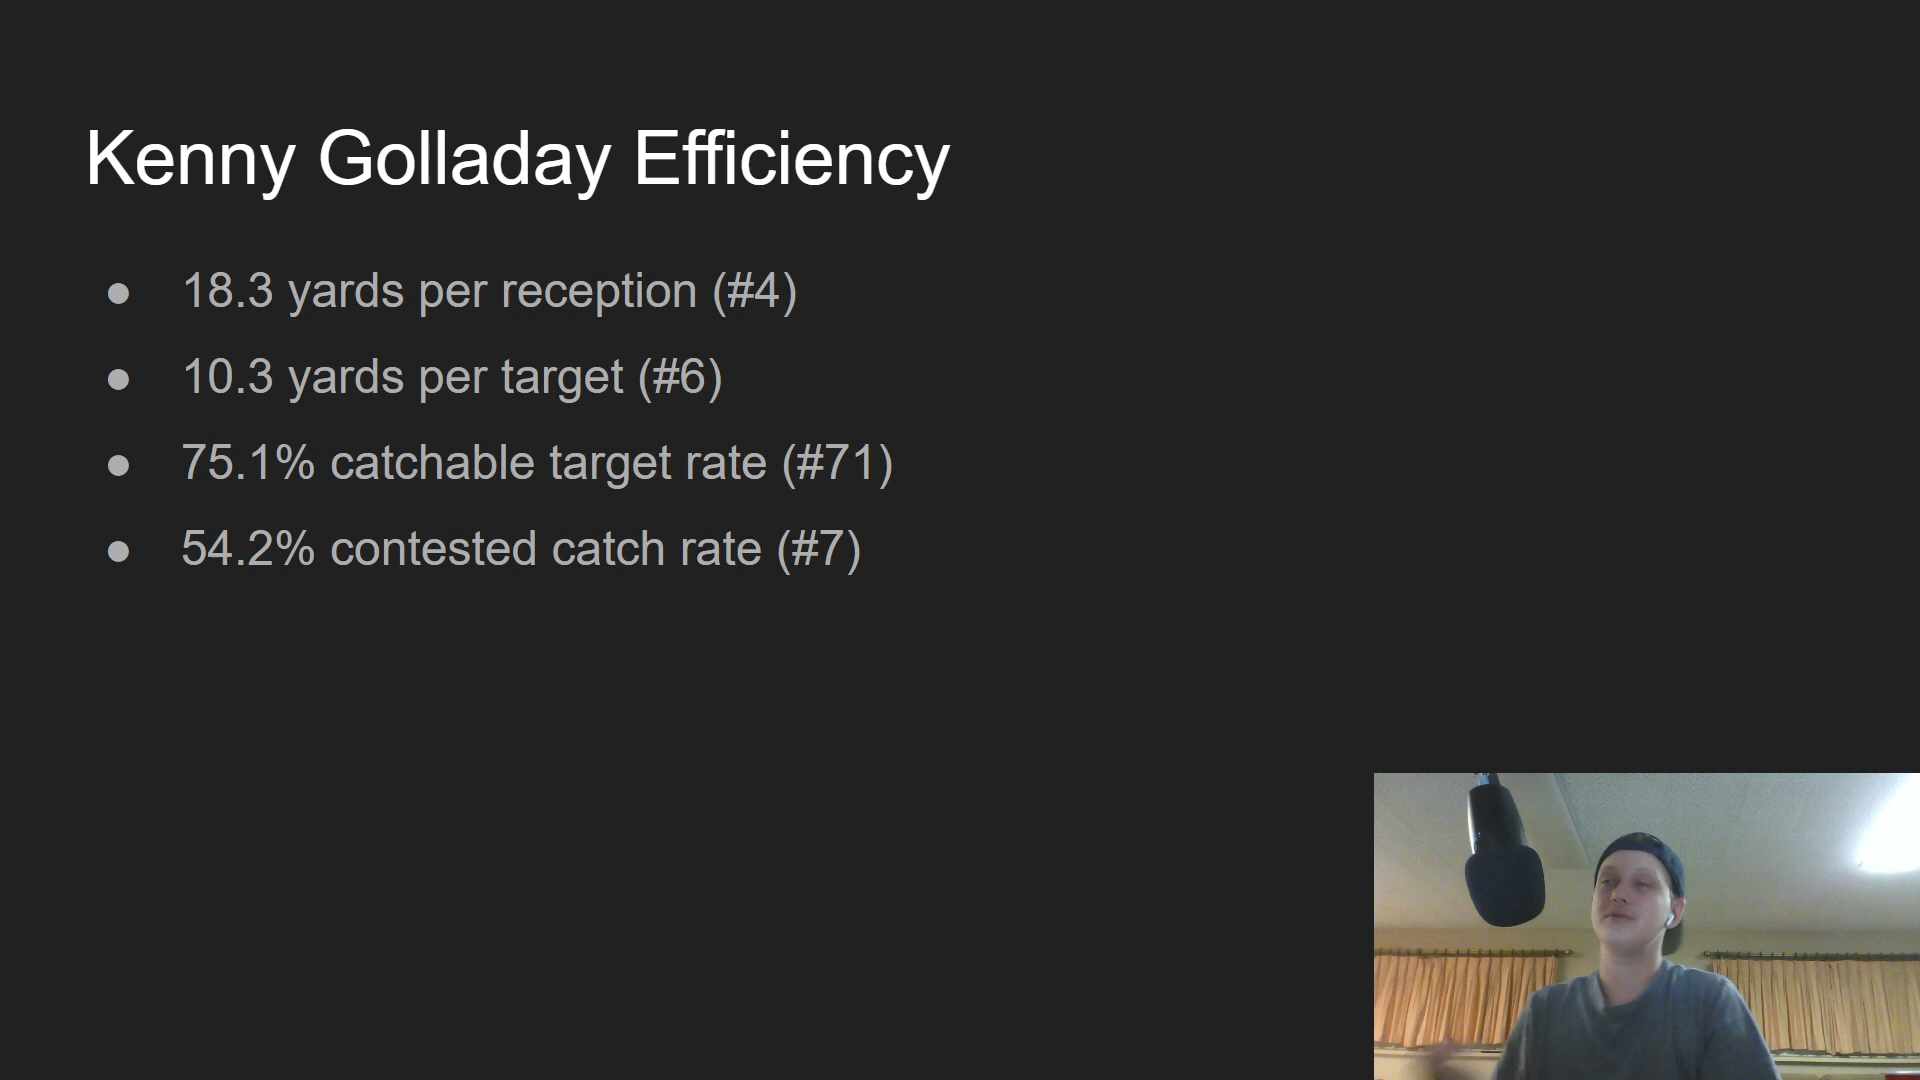 Kenny Golladay Efficiency
● 18.3 yards per reception (#4)
● 10.3 yards per target (#6)
● 75.1% catchable target rate (#71)
● 54.2% contested catch rate (#7)